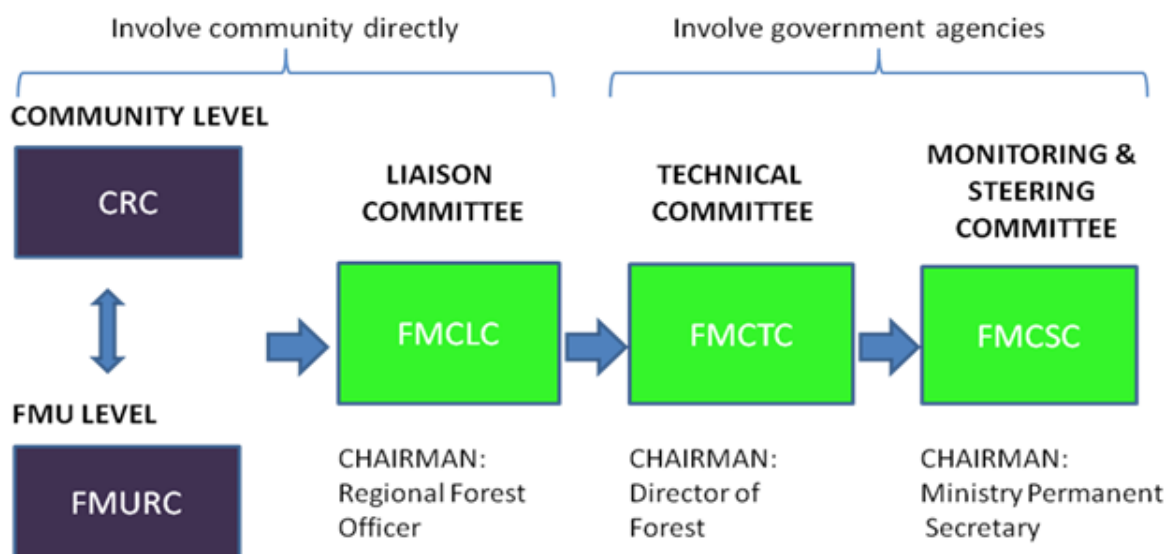 Involve community directly
Involve government agencies
COMMUNITY LEVEL
CRC
FMU LEVEL
FMURC
LIAISON
COMMITTEE
FMCLC
CHAIRMAN:
Regional Forest
Officer
TECHNICAL
COMMITTEE
FMCTC
CHAIRMAN:
Director of
Forest
MONITORING &
STEERING
COMMITTEE
FMCSC
CHAIRMAN:
Ministry Permanent
Secretary